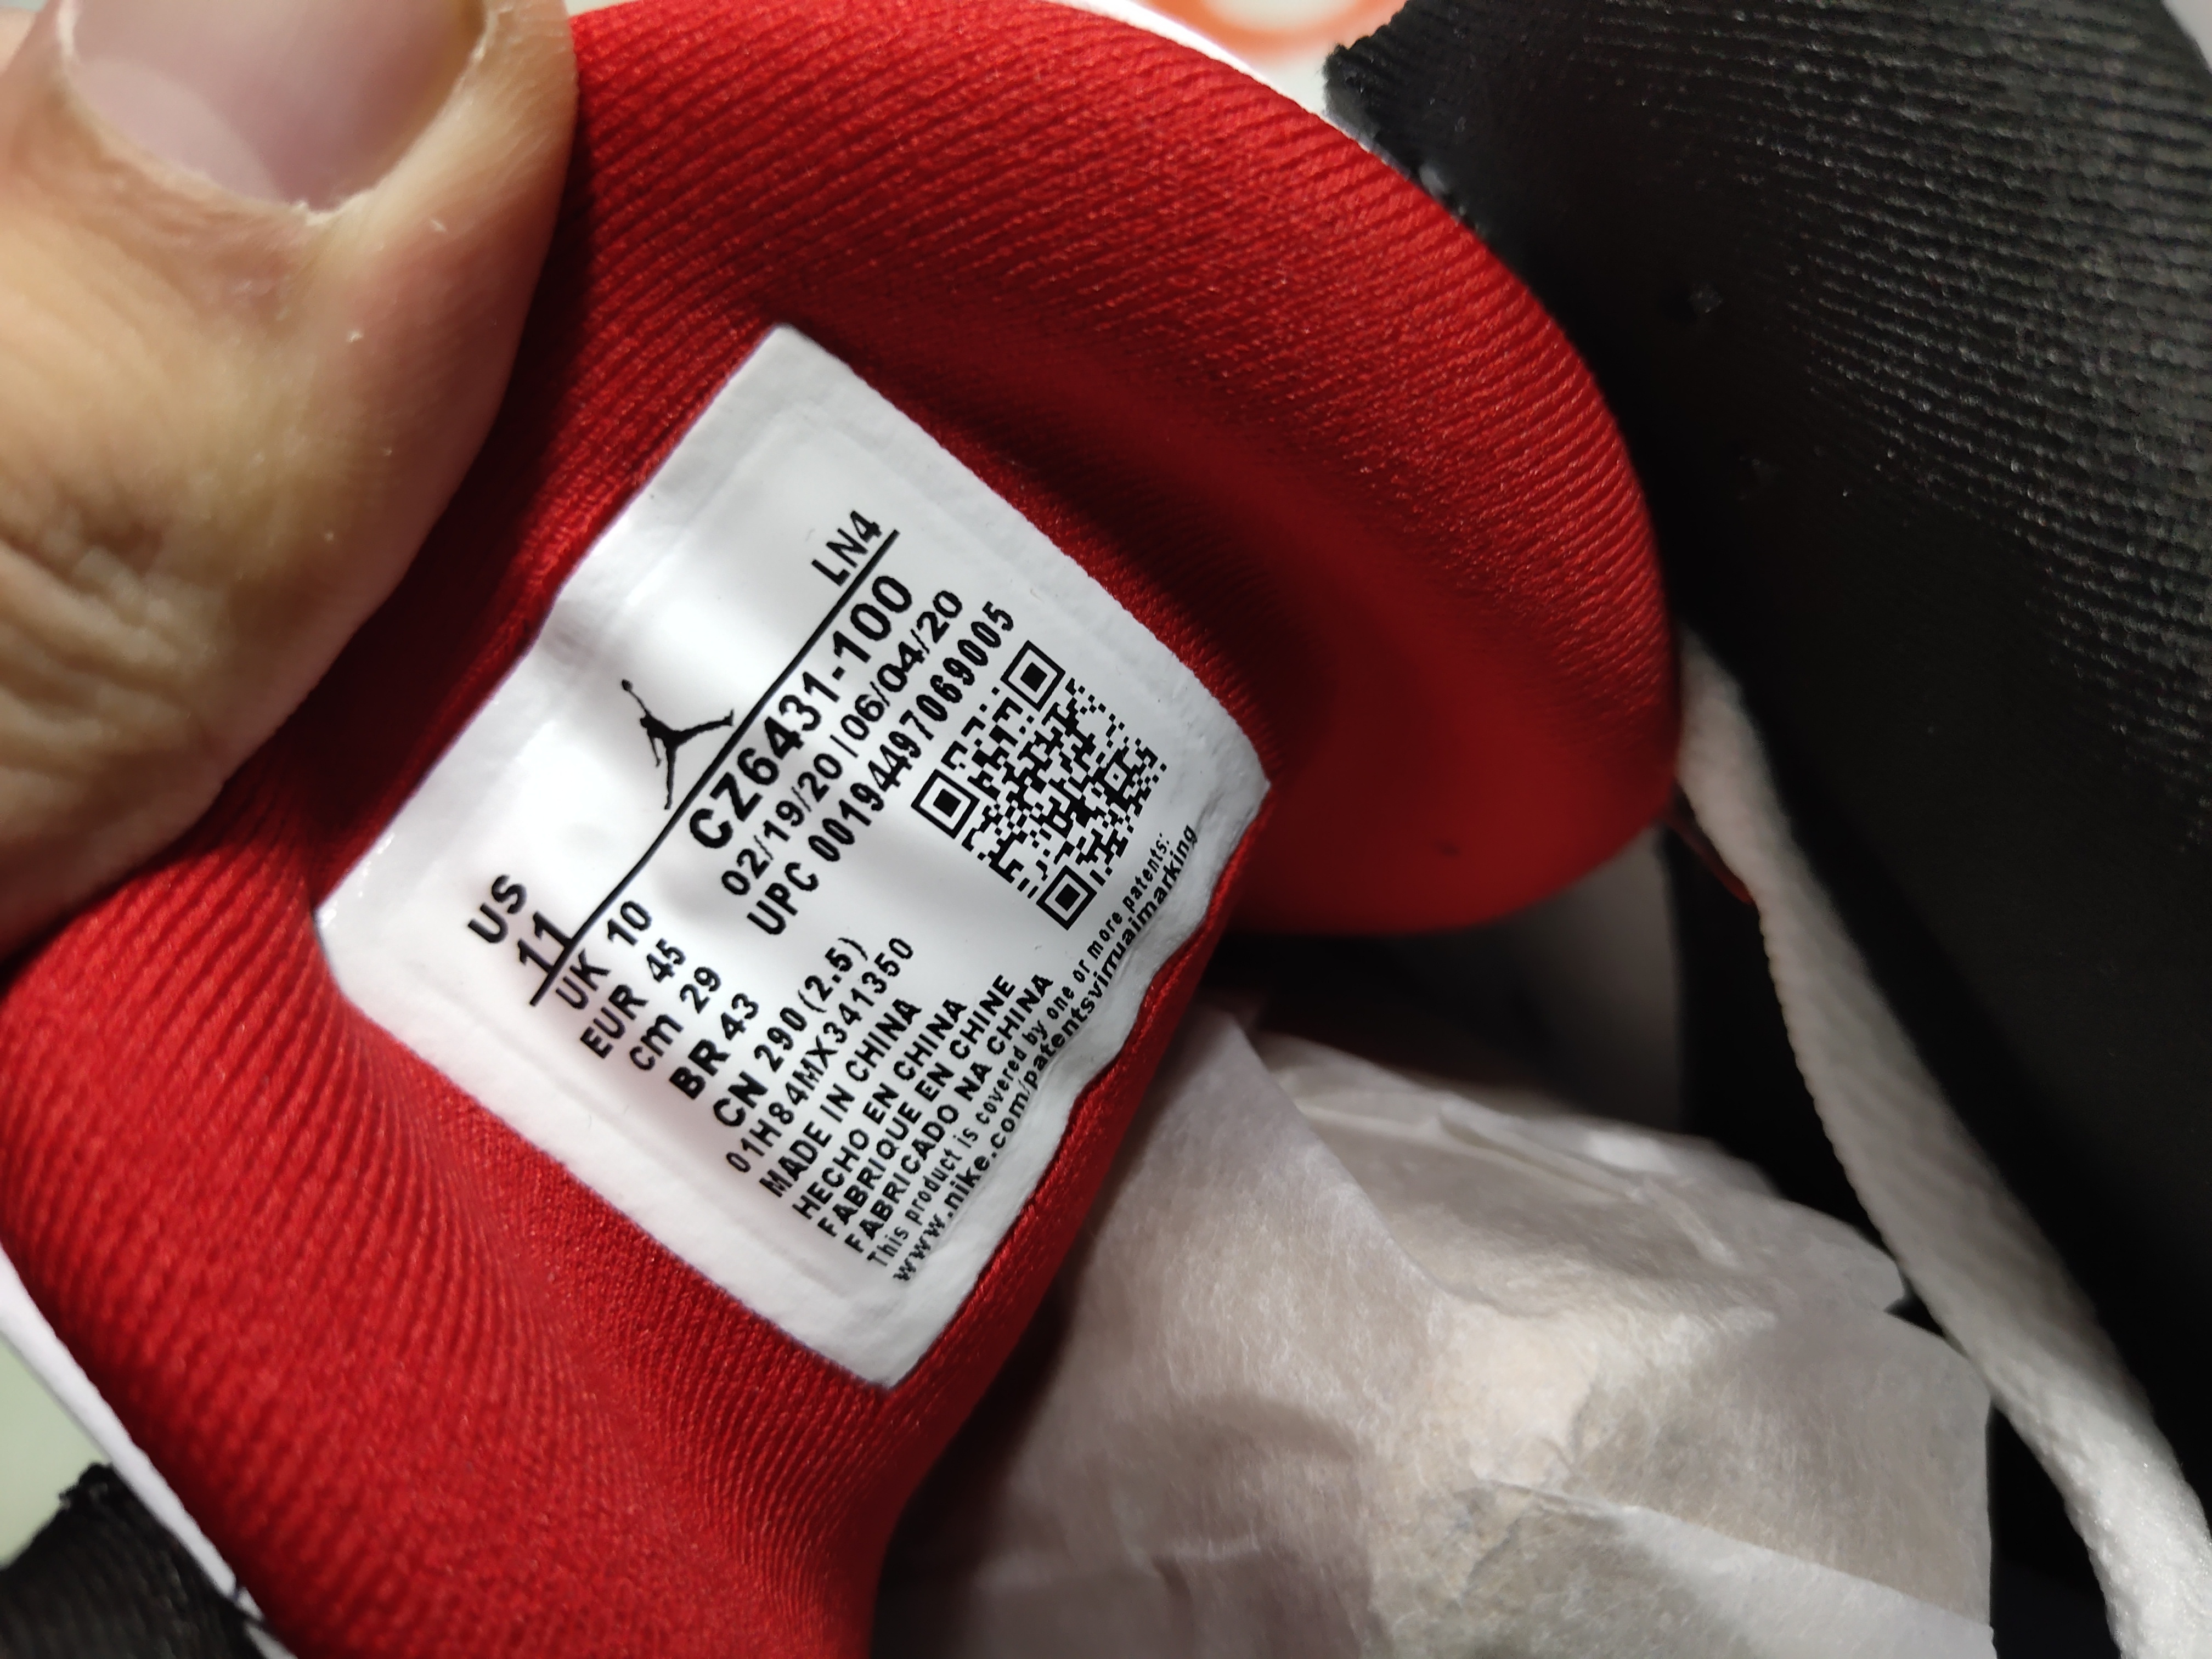 LN4
US
11
CZ6431-100
02/19/20 / 06/04/20
UPC 00194497069005
UK 10
EUR 45
cm 29
BR 43
CN 290(2.5)
01H84MX341350
MADE IN CHINA
HECHO EN CHINA
FABRIQUE EN CHINE
FABRICADO NA CHINA
This product is covered by one or more patents:
www.nike.com/patentsvirnuaimarking